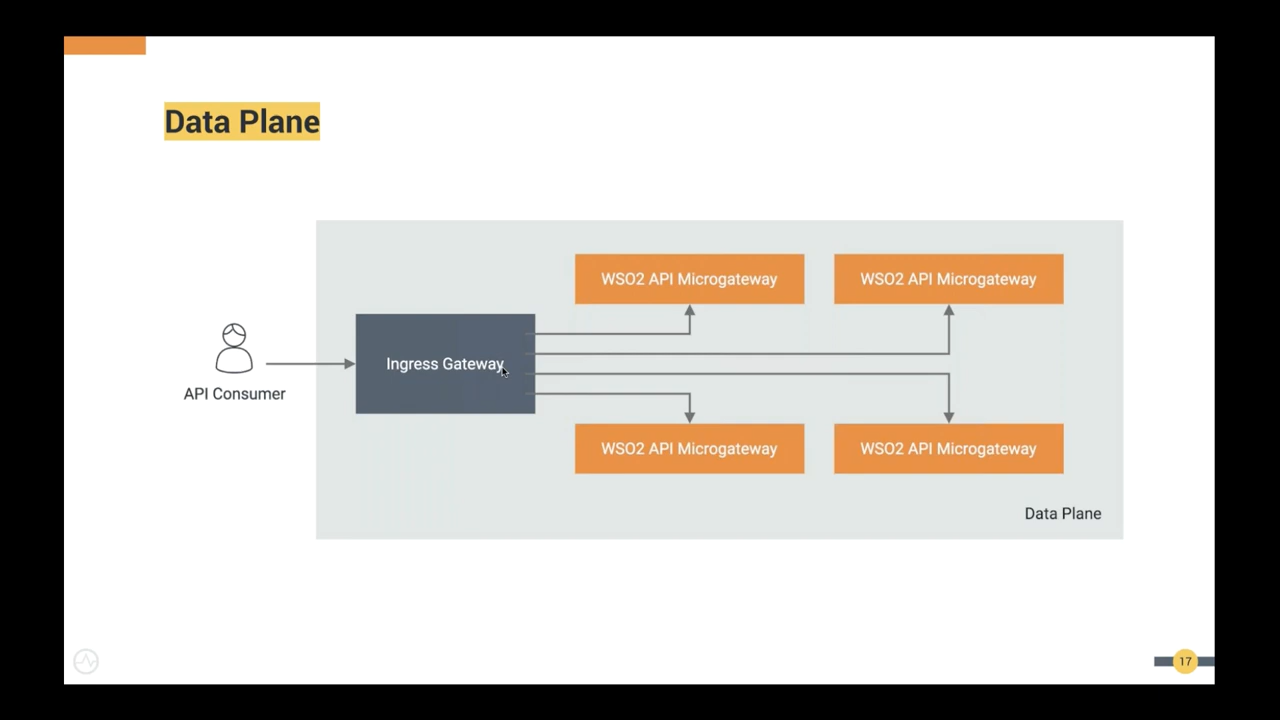 Data Plane
WSO2 API Microgateway
WSO2 API Microgateway
Ingress Gateway
API Consumer
WSO2 API Microgateway
WSO2 API Microgateway
Data Plane
17